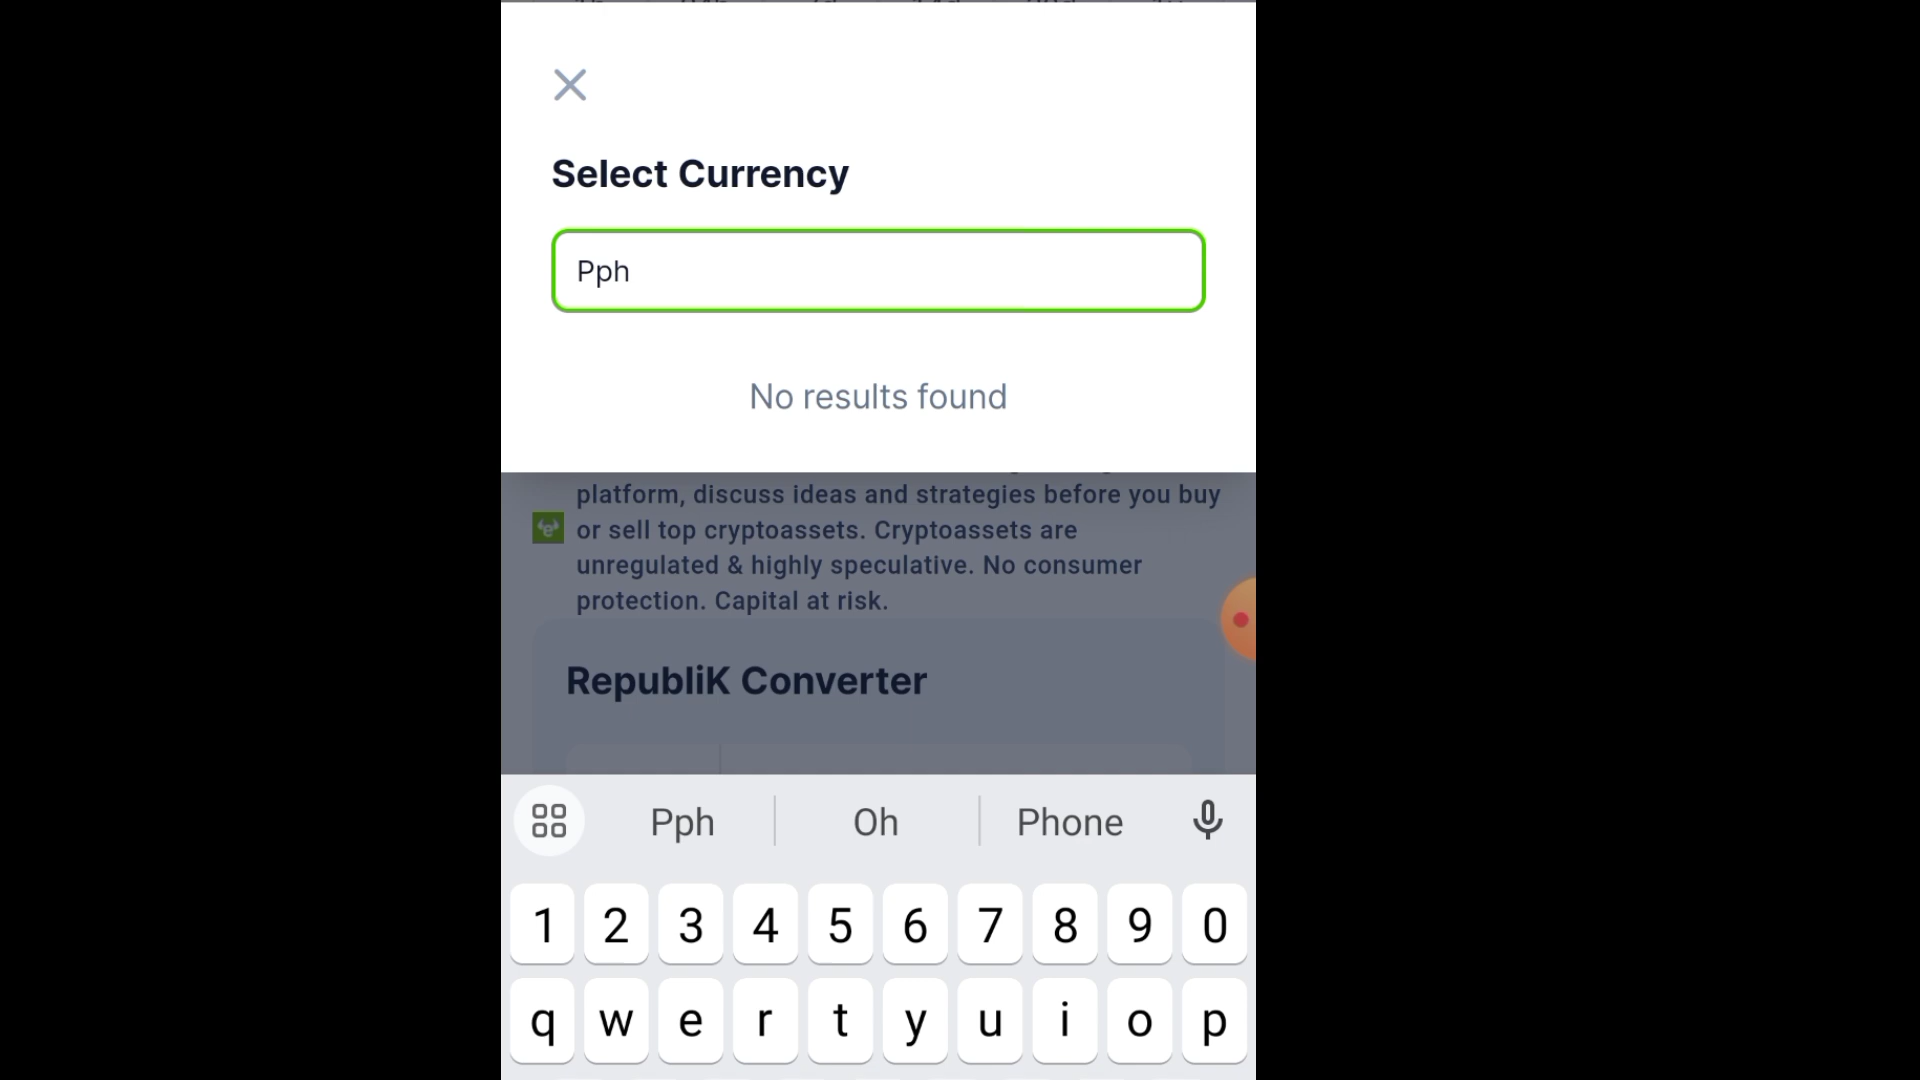 Select Currency
Pph
No results found
platform, discuss ideas and strategies before you buy
or sell top cryptoassets. Cryptoassets are
unregulated & highly speculative. No consumer
protection. Capital at risk.
RepubliK Converter
Pph Oh Phone
1 2 3 4 5 6 7 8 9 0
q w e r t y u i o p